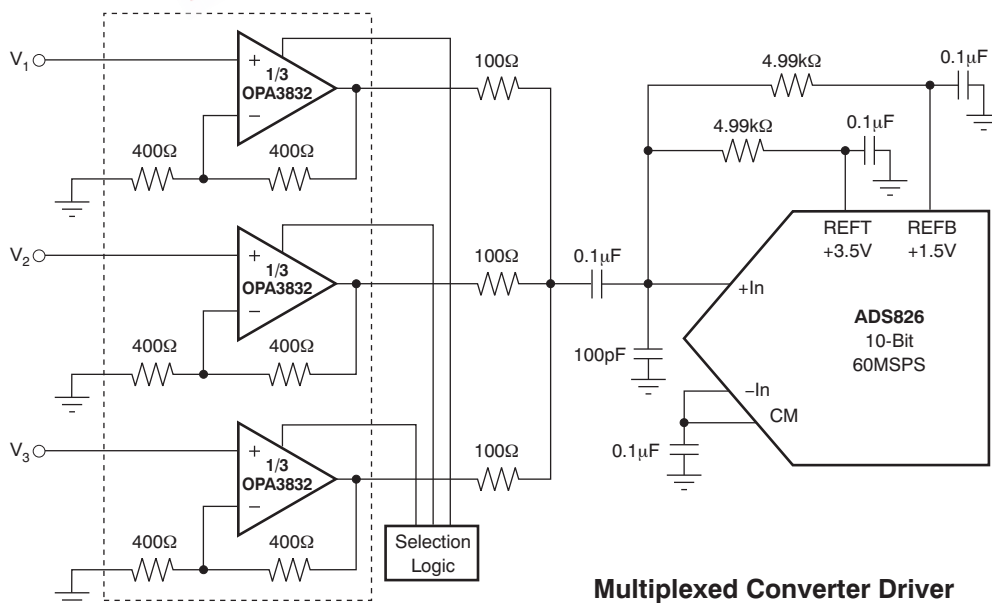 V1
+
1/3
OPA3832
−
400Ω
400Ω
100Ω
V2
+
1/3
OPA3832
−
400Ω
400Ω
100Ω
V3
+
1/3
OPA3832
−
400Ω
400Ω
100Ω
Selection
Logic
0.1μF
100pF
4.99kΩ
0.1μF
4.99kΩ
0.1μF
REFT
+3.5V
REFB
+1.5V
+In
ADS826
10-Bit
60MSPS
−In
CM
0.1μF
Multiplexed Converter Driver